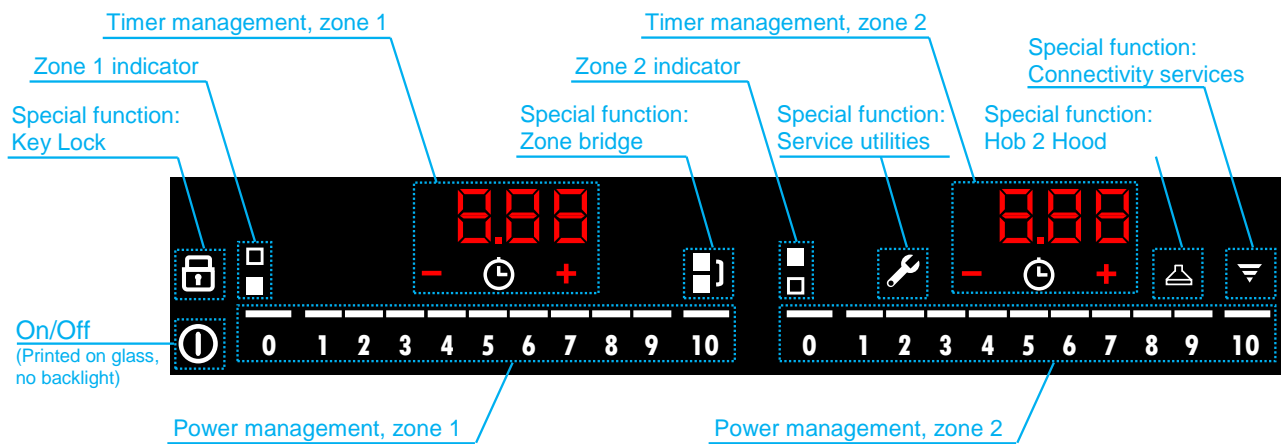 Timer management, zone 1
Timer management, zone 2
Special function:
Connectivity services
Zone 1 indicator
Zone 2 indicator
Special function:
Key Lock
Special function:
Zone bridge
Special function:
Service utilities
Special function:
Hob 2 Hood
8.88
8.88
− +
− +
On/Off
(Printed on glass,
no backlight)
0 1 2 3 4 5 6 7 8 9 10
0 1 2 3 4 5 6 7 8 9 10
Power management, zone 1
Power management, zone 2